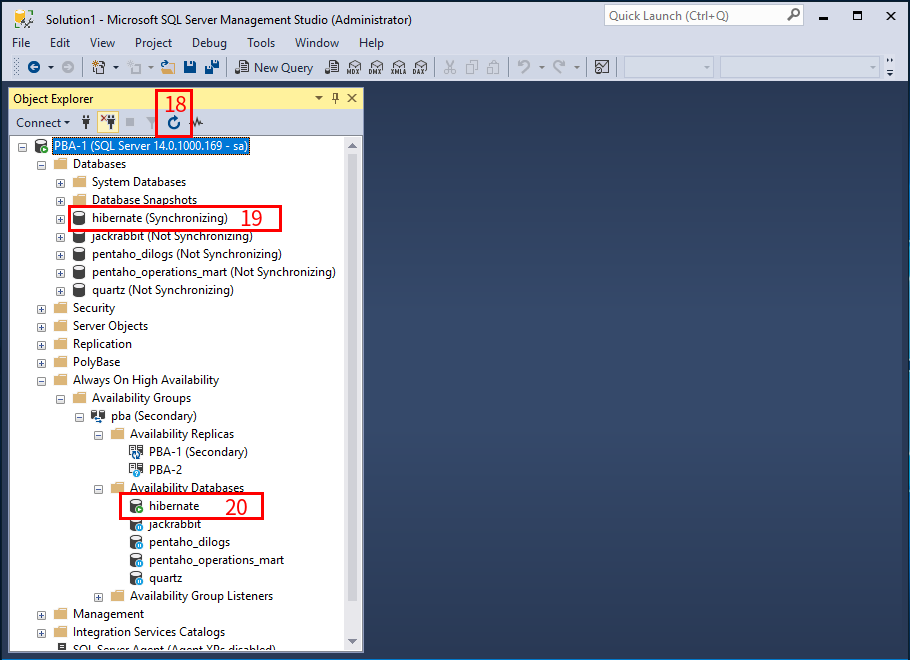 Solution1 - Microsoft SQL Server Management Studio (Administrator)
Quick Launch (Ctrl+Q)
File Edit View Project Debug Tools Window Help
New Query MDX DMX XMLA DAX
Object Explorer
18
Connect
PBA-1 (SQL Server 14.0.1000.169 - sa)
Databases
System Databases
Database Snapshots
hibernate (Synchronizing) 19
jackrabbit (Not Synchronizing)
pentaho_dilogs (Not Synchronizing)
pentaho_operations_mart (Not Synchronizing)
quartz (Not Synchronizing)
Security
Server Objects
Replication
PolyBase
Always On High Availability
Availability Groups
pba (Secondary)
Availability Replicas
PBA-1 (Secondary)
PBA-2
Availability Databases
hibernate 20
jackrabbit
pentaho_dilogs
pentaho_operations_mart
quartz
Availability Group Listeners
Management
Integration Services Catalogs
SQL Server Agent (Agent XPs disabled)